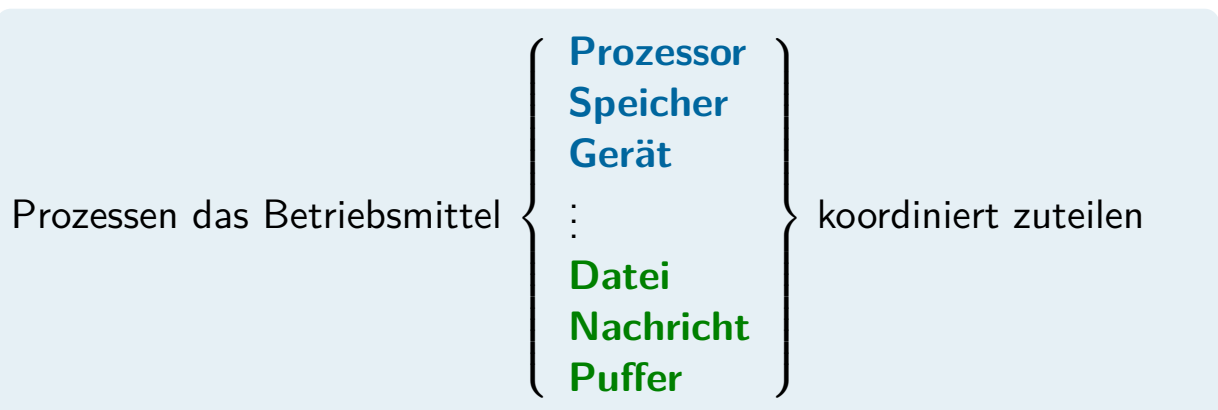 Prozessor
Speicher
Gerät
Prozessen das Betriebsmittel ⋮ koordiniert zuteilen
Datei
Nachricht
Puffer